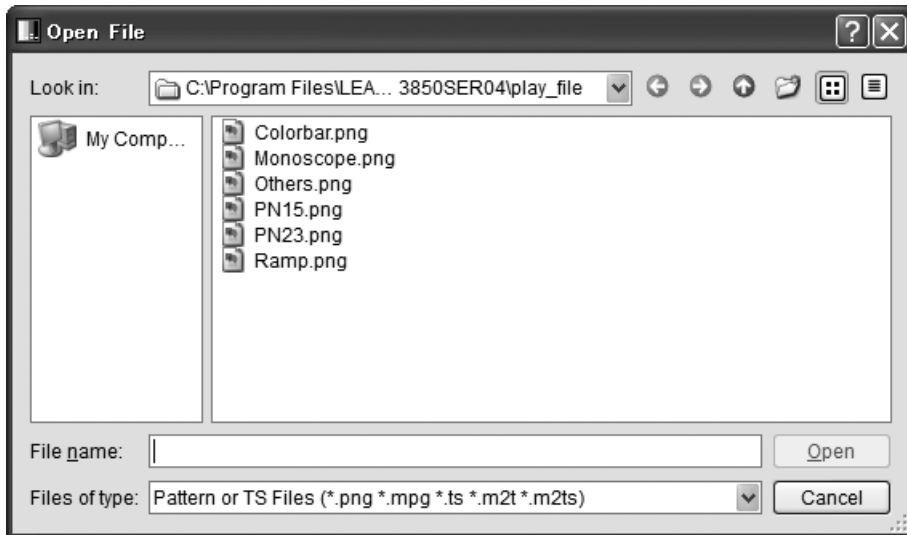 Open File
Look in: C:\Program Files\LEA... 3850SER04\play_file
My Comp...
Colorbar.png
Monoscope.png
Others.png
PN15.png
PN23.png
Ramp.png
File name: Open
Files of type: Pattern or TS Files (*.png *.mpg *.ts *.m2t *.m2ts) Cancel